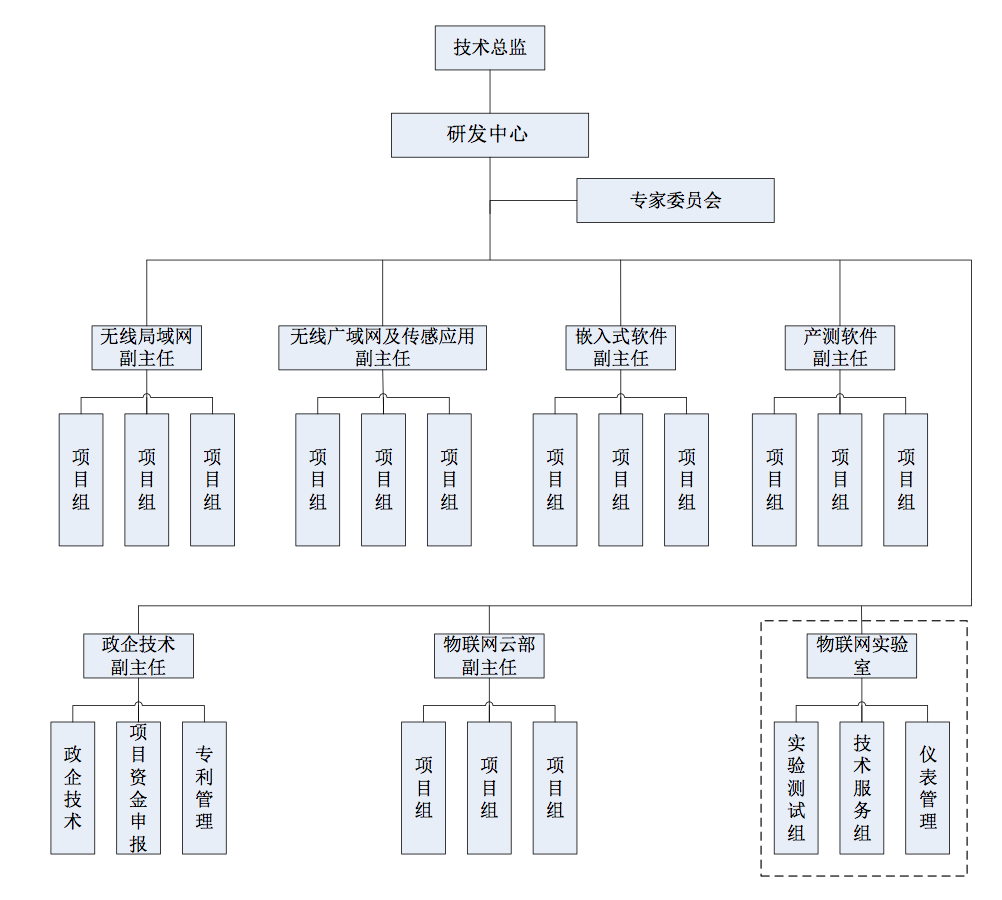 技术总监
研发中心
专家委员会
无线局域网
副主任
无线广域网及传感应用
副主任
嵌入式软件
副主任
产测软件
副主任
项目组
项目组
项目组
项目组
项目组
项目组
项目组
项目组
项目组
项目组
项目组
项目组
政企技术
副主任
物联网云部
副主任
物联网实验
室
政企技术
项目资金申报
专利管理
项目组
项目组
项目组
实验测试组
技术服务组
仪表管理